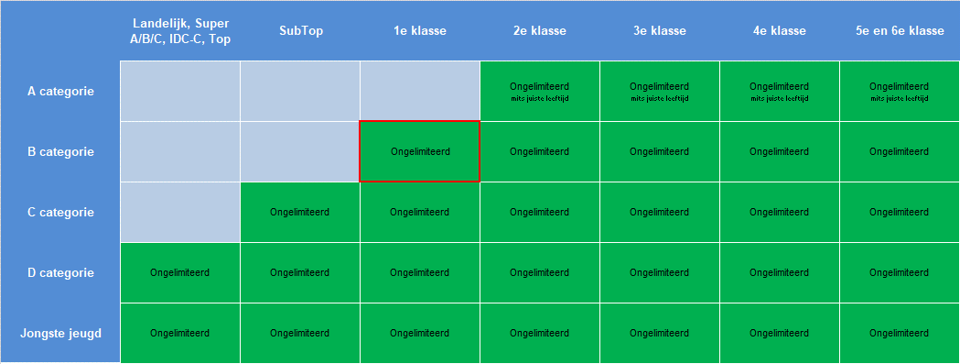 Landelijk, Super
A/B/C, IDC-C, Top
SubTop
1e klasse
2e klasse
3e klasse
4e klasse
5e en 6e klasse
A categorie
Ongelimiteerd
mits juiste leeftijd
Ongelimiteerd
mits juiste leeftijd
Ongelimiteerd
mits juiste leeftijd
Ongelimiteerd
mits juiste leeftijd
B categorie
Ongelimiteerd
Ongelimiteerd
Ongelimiteerd
Ongelimiteerd
Ongelimiteerd
C categorie
Ongelimiteerd
Ongelimiteerd
Ongelimiteerd
Ongelimiteerd
Ongelimiteerd
Ongelimiteerd
D categorie
Ongelimiteerd
Ongelimiteerd
Ongelimiteerd
Ongelimiteerd
Ongelimiteerd
Ongelimiteerd
Ongelimiteerd
Jongste jeugd
Ongelimiteerd
Ongelimiteerd
Ongelimiteerd
Ongelimiteerd
Ongelimiteerd
Ongelimiteerd
Ongelimiteerd